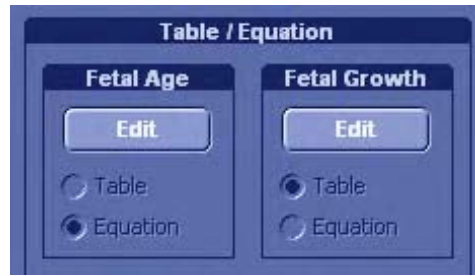 Table / Equation
Fetal Age
Fetal Growth
Edit
Edit
Table
Table
Equation
Equation